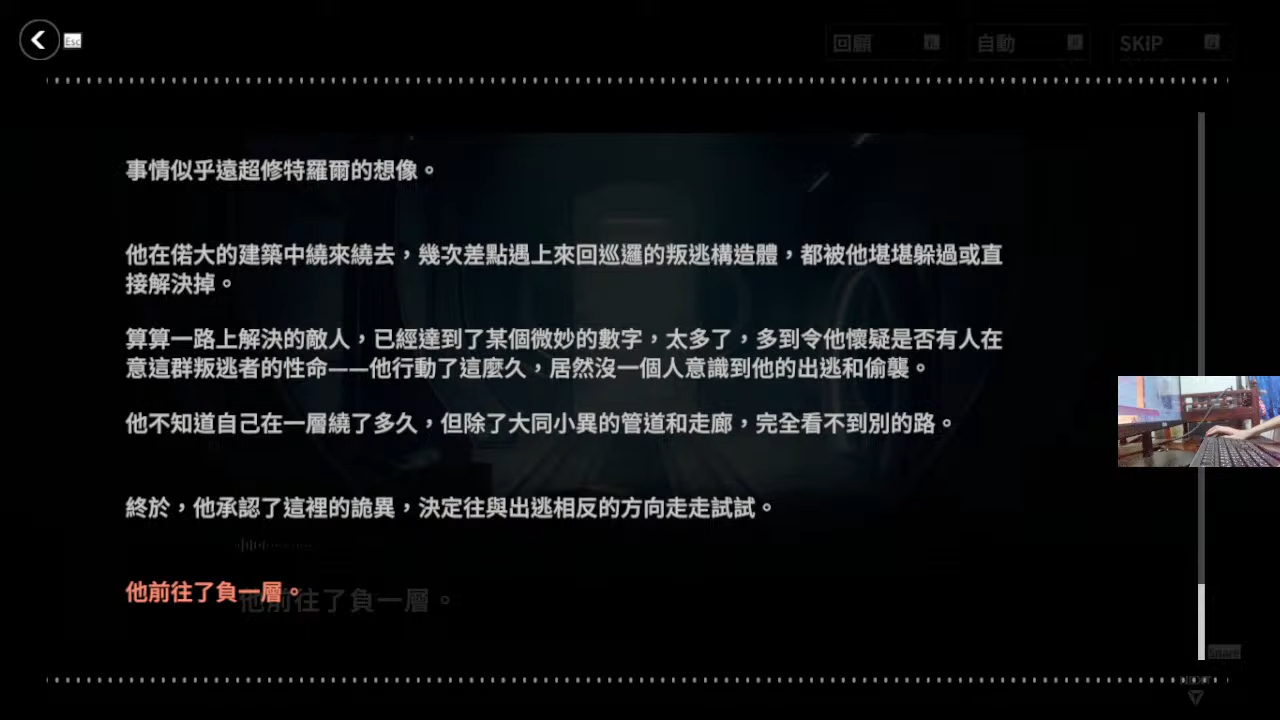 Esc
回顧
自動
SKIP
事情似乎遠超修特羅爾的想像。
他在偌大的建築中繞來繞去，幾次差點遇上來回巡邏的叛逃構造體，都被他堪堪躲過或直
接解決掉。
算算一路上解決的敵人，已經達到了某個微妙的數字，太多了，多到令他懷疑是否有人在
意這群叛逃者的性命——他行動了這麼久，居然沒一個人意識到他的出逃和偷襲。
他不知道自己在一層繞了多久，但除了大同小異的管道和走廊，完全看不到別的路。
終於，他承認了這裡的詭異，決定往與出逃相反的方向走走試試。
他前往了負一層。
他前往了負一層。
Space
NEXT